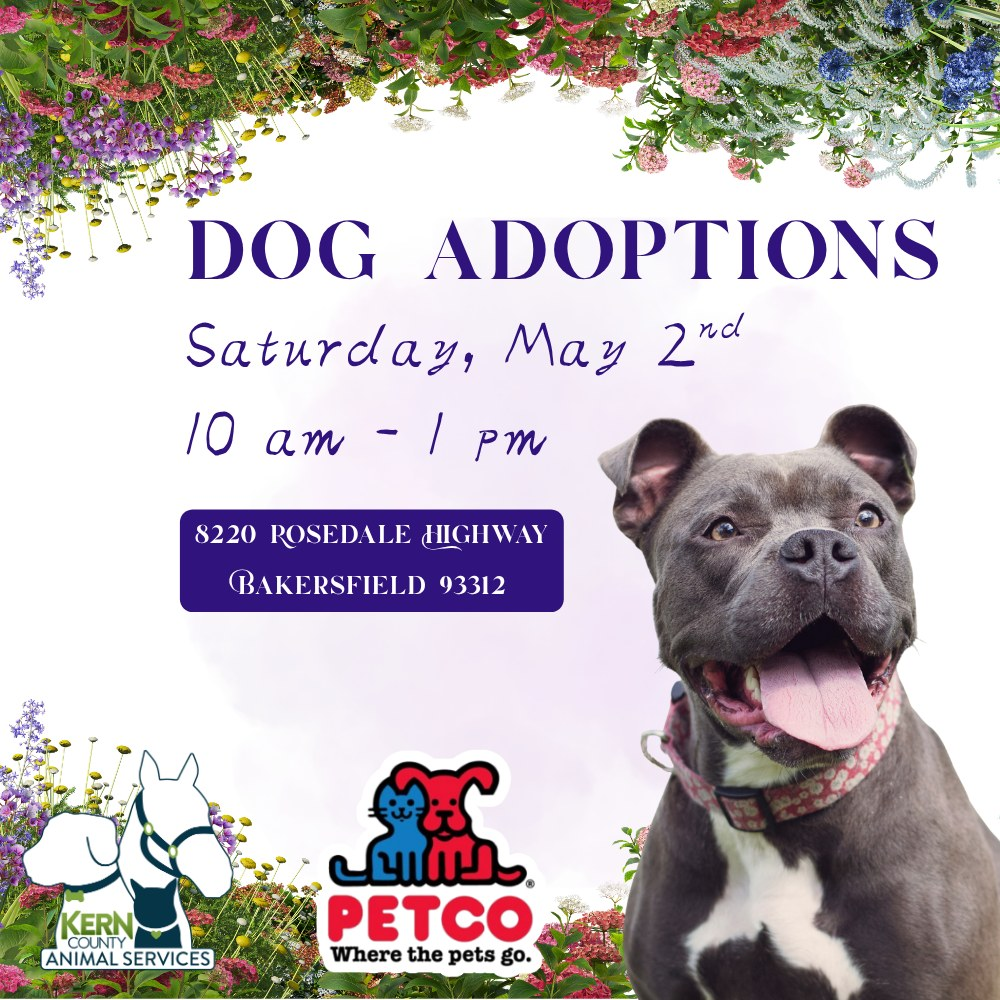 DOG ADOPTIONS
Saturday, May 2nd
10 am - 1 pm
8220 Rosedale Highway
Bakersfield 93312
KERN
COUNTY
ANIMAL SERVICES
PETCO®
Where the pets go.